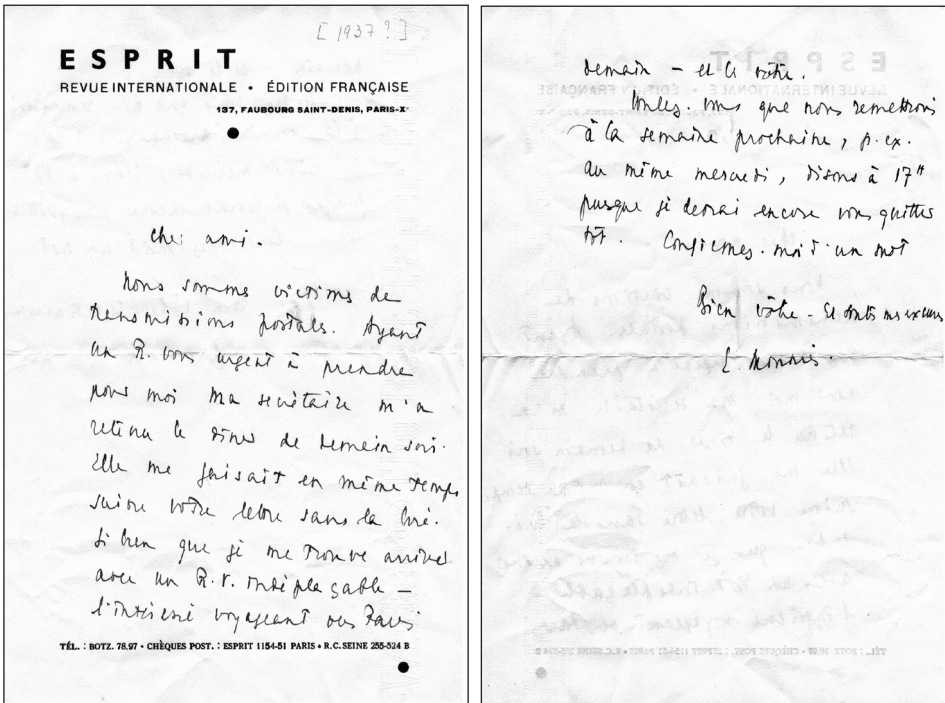 [1937?]
ESPRIT
REVUE INTERNATIONALE • ÉDITION FRANÇAISE
137, FAUBOURG SAINT-DENIS, PARIS-Xᵉ
Cher ami.
Nous sommes victimes de
transmissions postales. Ayant
un R. vous urgent à prendre
pour moi ma secrétaire m'a
retenu le dîner de demain soir.
Elle me faisait en même temps
suivre votre lettre sans la lire.
Si bien que je me trouve arrivé
avec un R.V. indéplaçable –
l'intéressé voyageant
TÉL. : BOTZ. 78.97 • CHÈQUES POST. : ESPRIT 1154-51 PARIS • R.C. SEINE 255-524 B
demain – et le vôtre.
Voulez-vous que nous remettions
à la semaine prochaine, p. ex.
au même mercredi, disons à 17ʰ
puisque je devrai encore vous quitter
tôt. Confirmez-moi d'un mot
Bien vôtre – et toutes mes excuses
E. Mounier.